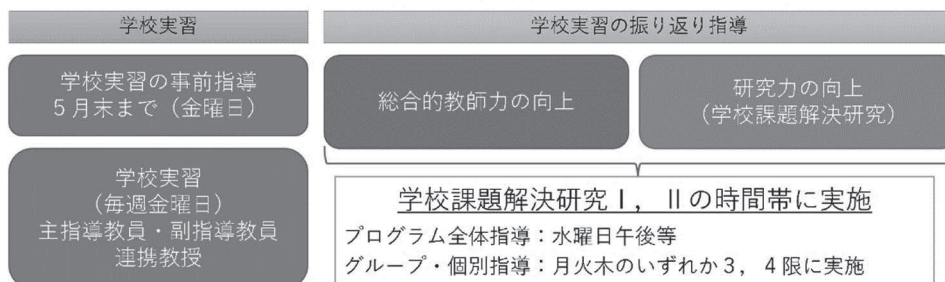 学校実習
学校実習の事前指導
5月末まで（金曜日）
学校実習
（毎週金曜日）
主指導教員・副指導教員
連携教授
学校実習の振り返り指導
総合的教師力の向上
研究力の向上
（学校課題解決研究）
学校課題解決研究Ⅰ，Ⅱの時間帯に実施
プログラム全体指導：水曜日午後等
グループ・個別指導：月火木のいずれか3，4限に実施